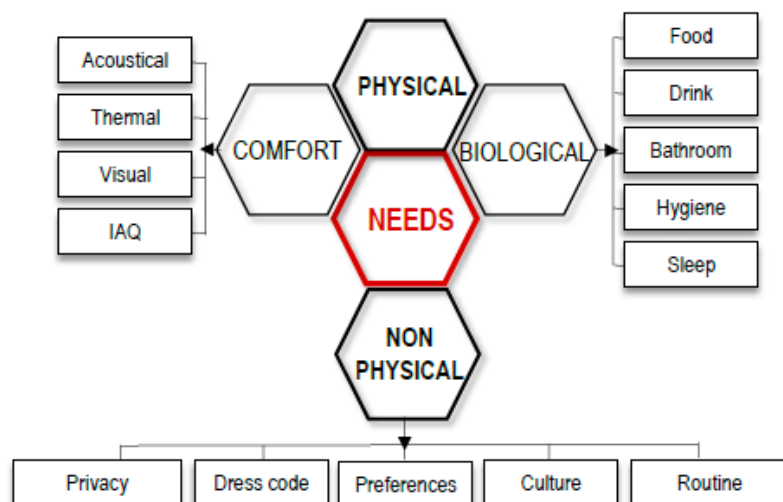 Acoustical
Thermal
Visual
IAQ
COMFORT
PHYSICAL
BIOLOGICAL
NEEDS
NON
PHYSICAL
Food
Drink
Bathroom
Hygiene
Sleep
Privacy
Dress code
Preferences
Culture
Routine